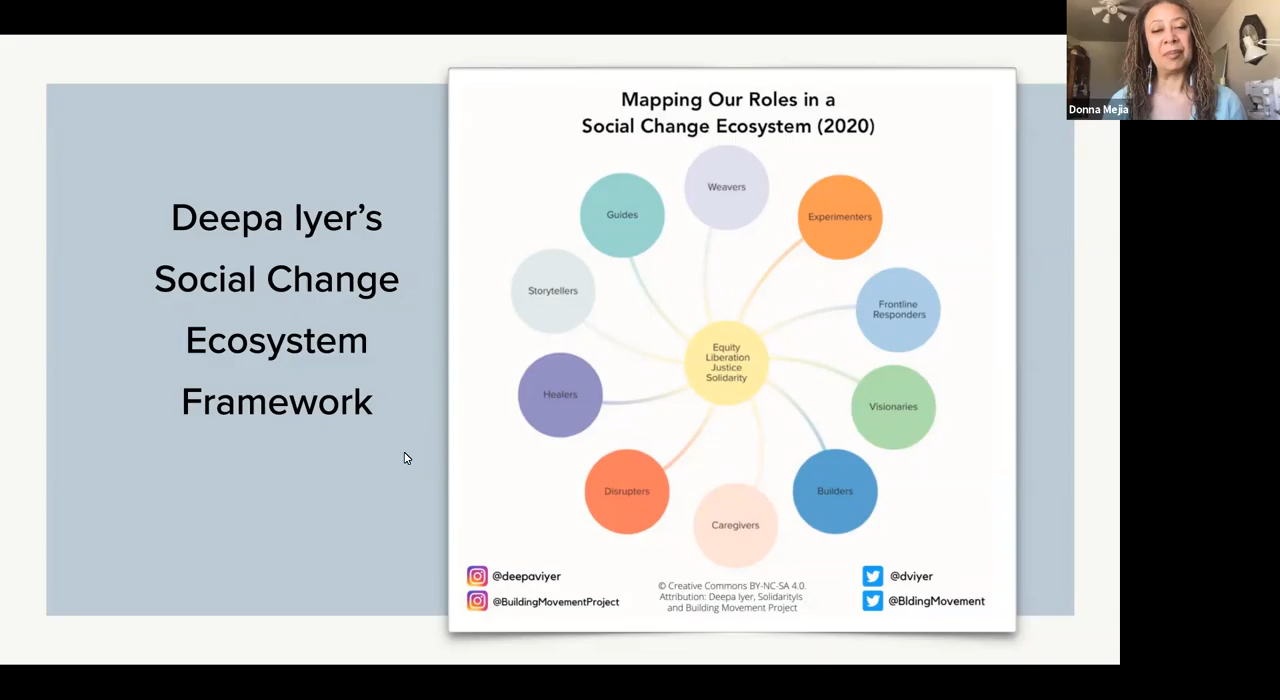 Deepa Iyer's
Social Change
Ecosystem
Framework
Mapping Our Roles in a
Social Change Ecosystem (2020)
Weavers
Guides
Experimenters
Storytellers
Frontline
Responders
Equity
Liberation
Justice
Solidarity
Healers
Visionaries
Disrupters
Builders
Caregivers
@deepaviyer
@BuildingMovementProject
© Creative Commons BY-NC-SA 4.0.
Attribution: Deepa Iyer, SolidarityIs
and Building Movement Project
@dviyer
@BldingMovement
Donna Mejia